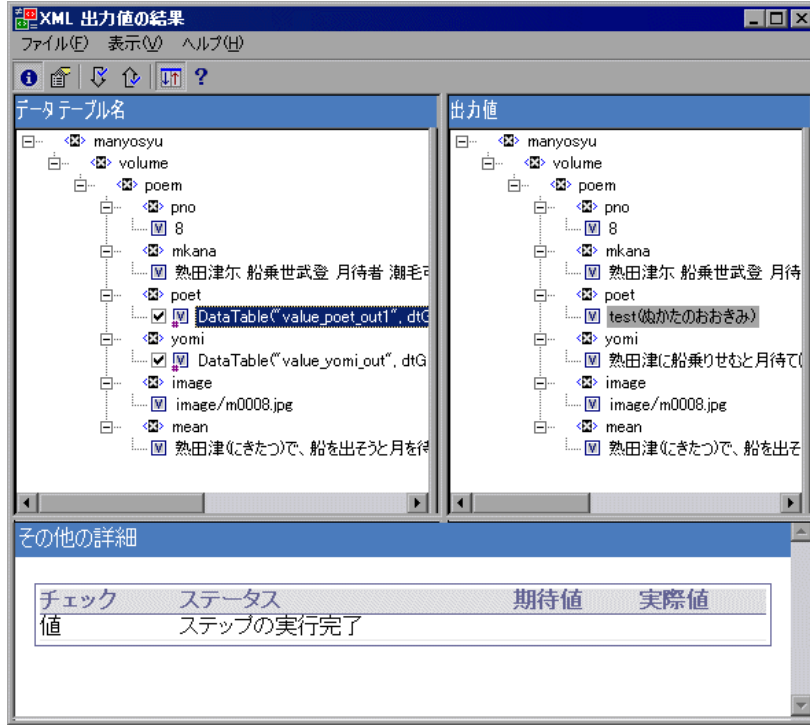 XML 出力値の結果
ファイル(F) 表示(V) ヘルプ(H)
データ テーブル名
manyosyu
volume
poem
pno
8
mkana
熟田津尓 船乗世武登 月待者 潮毛可
poet
DataTable("value_poet_out1", dtG
yomi
DataTable("value_yomi_out", dtG
image
image/m0008.jpg
mean
熟田津(にきたつ)で、船を出そうと月を待
出力値
manyosyu
volume
poem
pno
8
mkana
熟田津尓 船乗世武登 月待
poet
test(ぬかたのおおきみ)
yomi
熟田津に船乗りせむと月待て
image
image/m0008.jpg
mean
熟田津(にきたつ)で、船を出そ
その他の詳細
チェック ステータス 期待値 実際値
値 ステップの実行完了